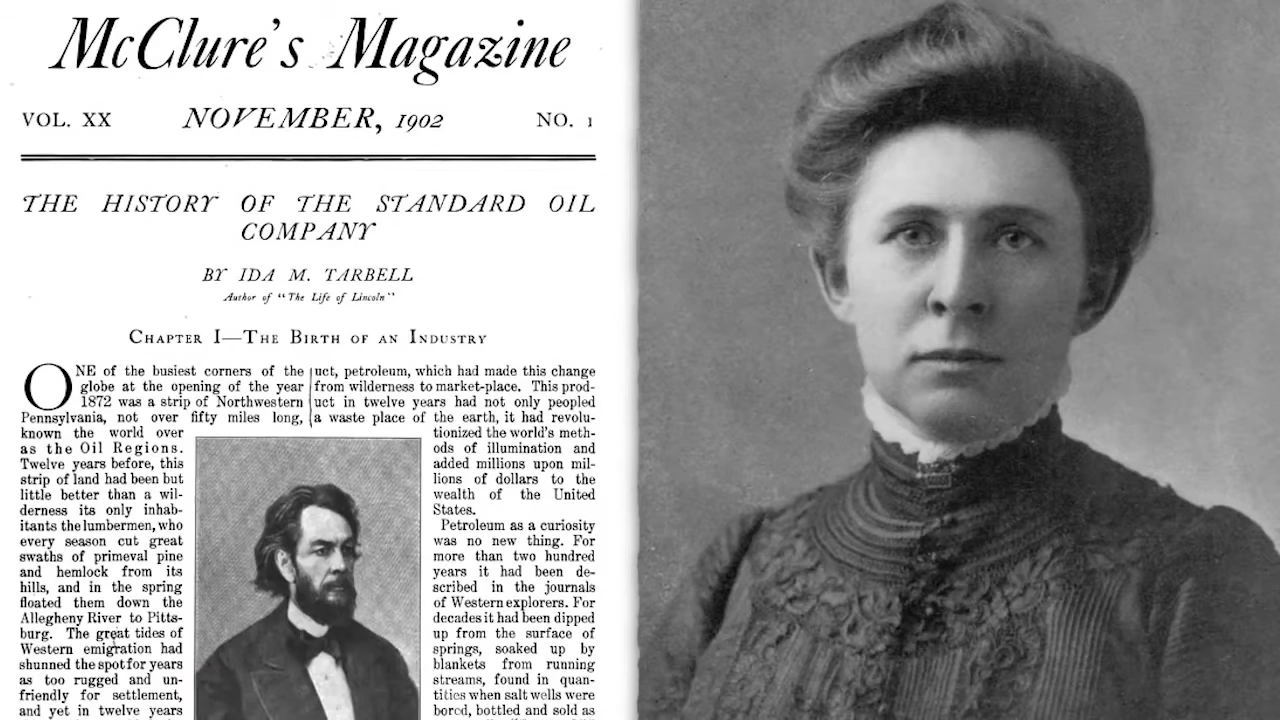 McClure's Magazine
VOL. XX NOVEMBER, 1902 NO. 1
THE HISTORY OF THE STANDARD OIL
COMPANY
BY IDA M. TARBELL
Author of "The Life of Lincoln"
CHAPTER I—THE BIRTH OF AN INDUSTRY
ONE of the busiest corners of the
globe at the opening of the year
1872 was a strip of Northwestern
Pennsylvania, not over fifty miles long,
known the world over
as the Oil Regions.
Twelve years before, this
strip of land had been but
little better than a wil-
derness its only inhab-
itants the lumbermen, who
every season cut great
swaths of primeval pine
and hemlock from its
hills, and in the spring
floated them down the
Allegheny River to Pitts-
burg. The great tides of
Western emigration had
shunned the spot for years
as too rugged and un-
friendly for settlement,
and yet in twelve years
uct, petroleum, which had made this change
from wilderness to market-place. This prod-
uct in twelve years had not only peopled
a waste place of the earth, it had revolu-
tionized the world's meth-
ods of illumination and
added millions upon mil-
lions of dollars to the
wealth of the United
States.
Petroleum as a curiosity
was no new thing. For
more than two hundred
years it had been de-
scribed in the journals
of Western explorers. For
decades it had been dipped
up from the surface of
springs, soaked up by
blankets from running
streams, found in quan-
tities when salt wells were
bored, bottled and sold as